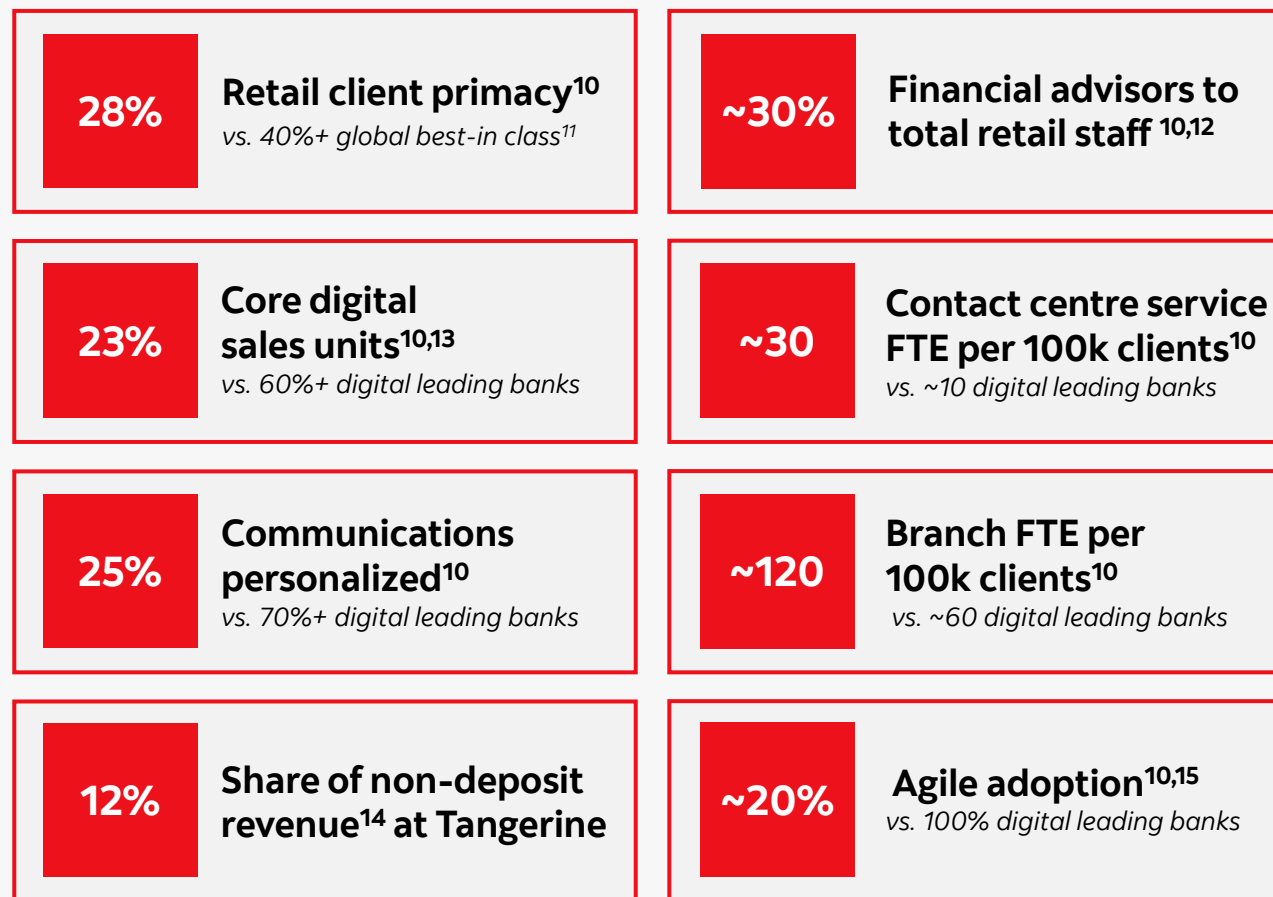 28%
Retail client primacy10
vs. 40%+ global best-in class11
~30%
Financial advisors to
total retail staff 10,12
23%
Core digital
sales units10,13
vs. 60%+ digital leading banks
~30
Contact centre service
FTE per 100k clients10
vs. ~10 digital leading banks
25%
Communications
personalized10
vs. 70%+ digital leading banks
~120
Branch FTE per
100k clients10
vs. ~60 digital leading banks
12%
Share of non-deposit
revenue14 at Tangerine
~20%
Agile adoption10,15
vs. 100% digital leading banks